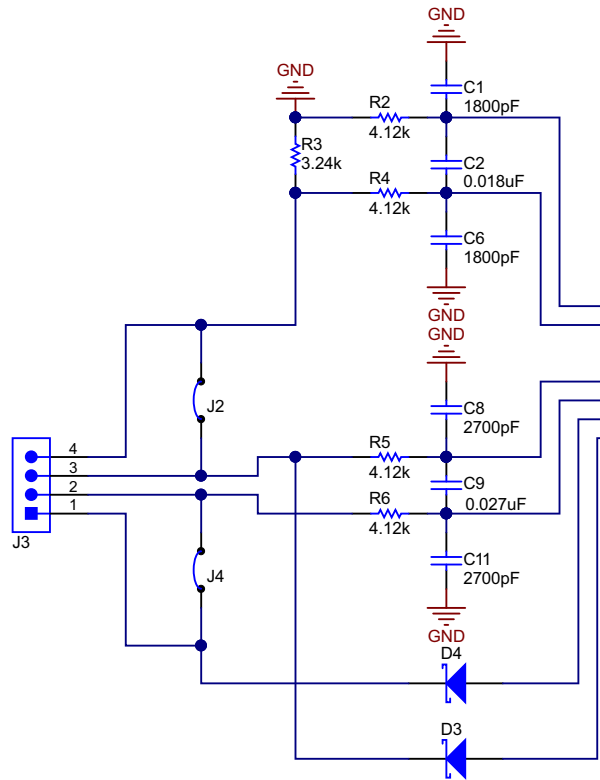 GND
C1
1800pF
GND
R2
4.12k
R3
3.24k
C2
0.018uF
R4
4.12k
C6
1800pF
GND
GND
J2
C8
2700pF
4
R5
3
4.12k
C9
2
R6
0.027uF
1
4.12k
J3
J4
C11
2700pF
GND
D4
D3